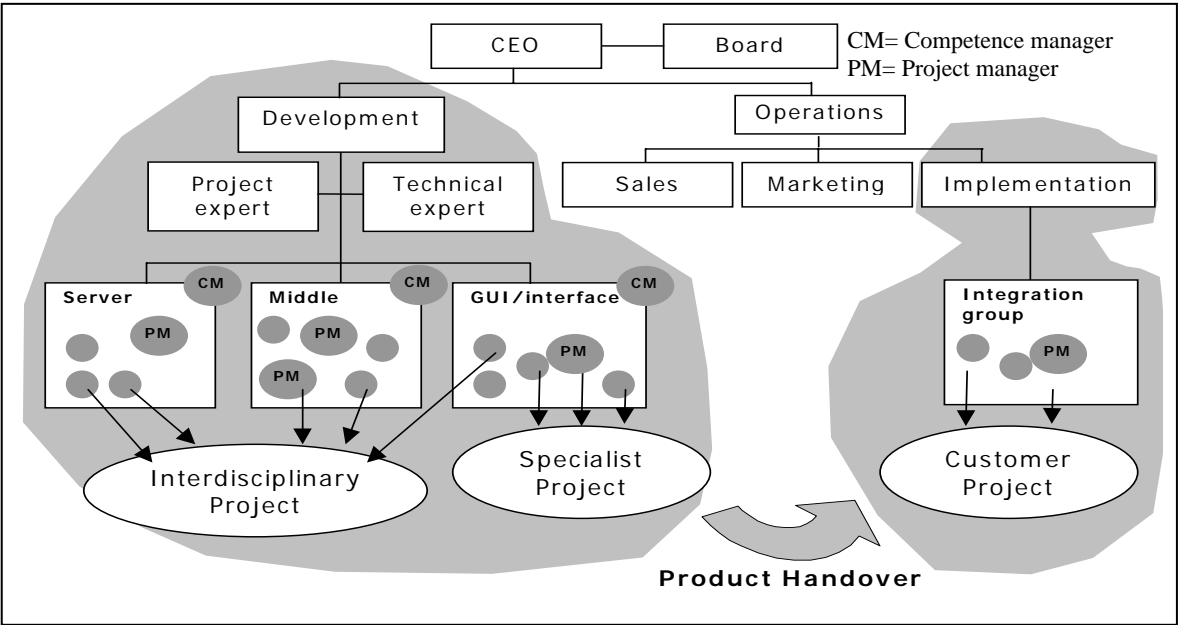 CEO
Board
CM= Competence manager
PM= Project manager
Development
Operations
Project
expert
Technical
expert
Sales
Marketing
Implementation
CM
CM
CM
Server
Middle
GUI/interface
Integration
group
PM
PM
PM
PM
PM
Interdisciplinary
Project
Specialist
Project
Customer
Project
Product Handover